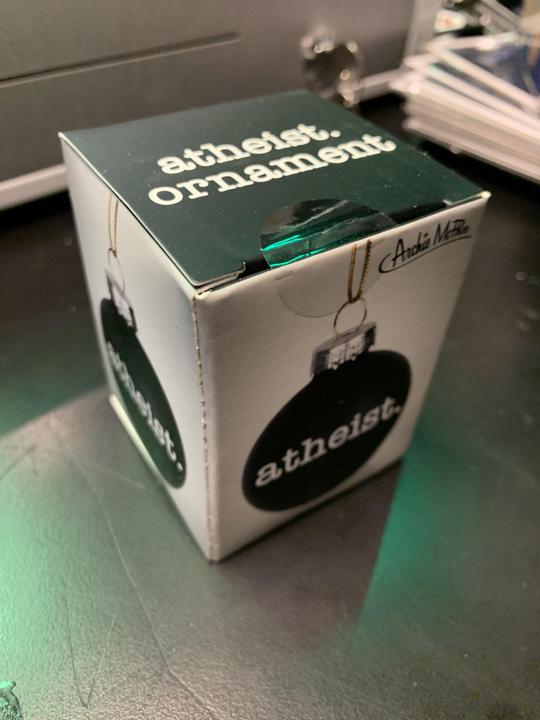 atheist.
ornament
Archie McPhee
atheist.
atheist.